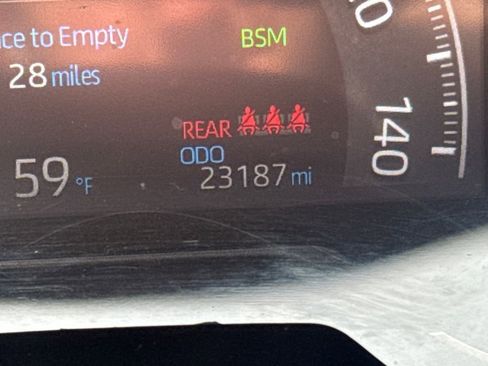 ce to Empty
28 miles
BSM
REAR
ODO
59 °F
23187 mi
140